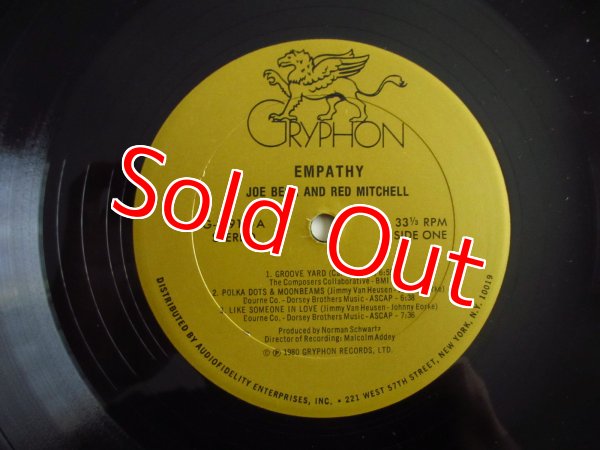 GRYPHON
EMPATHY
JOE AND RED MITCHELL
Sold Out
A
33⅓ RPM
SIDE ONE
1. GROOVE YARD
The Composers Collaborative - BMI
2. POLKA DOTS & MOONBEAMS (Jimmy Van Heusen-
Bourne Co. - Dorsey Brothers Music - ASCAP - 6:38
3. LIKE SOMEONE IN LOVE (Jimmy Van Heusen - Johnny Burke)
Bourne Co. - Dorsey Brothers Music - ASCAP - 7:36
Produced by Norman Schwartz
Director of Recording: Malcolm Addey
© ℗ 1980 GRYPHON RECORDS, LTD.
DISTRIBUTED BY AUDIOFIDELITY ENTERPRISES, INC. • 221 WEST 57TH STREET, NEW YORK, N.Y. 10019